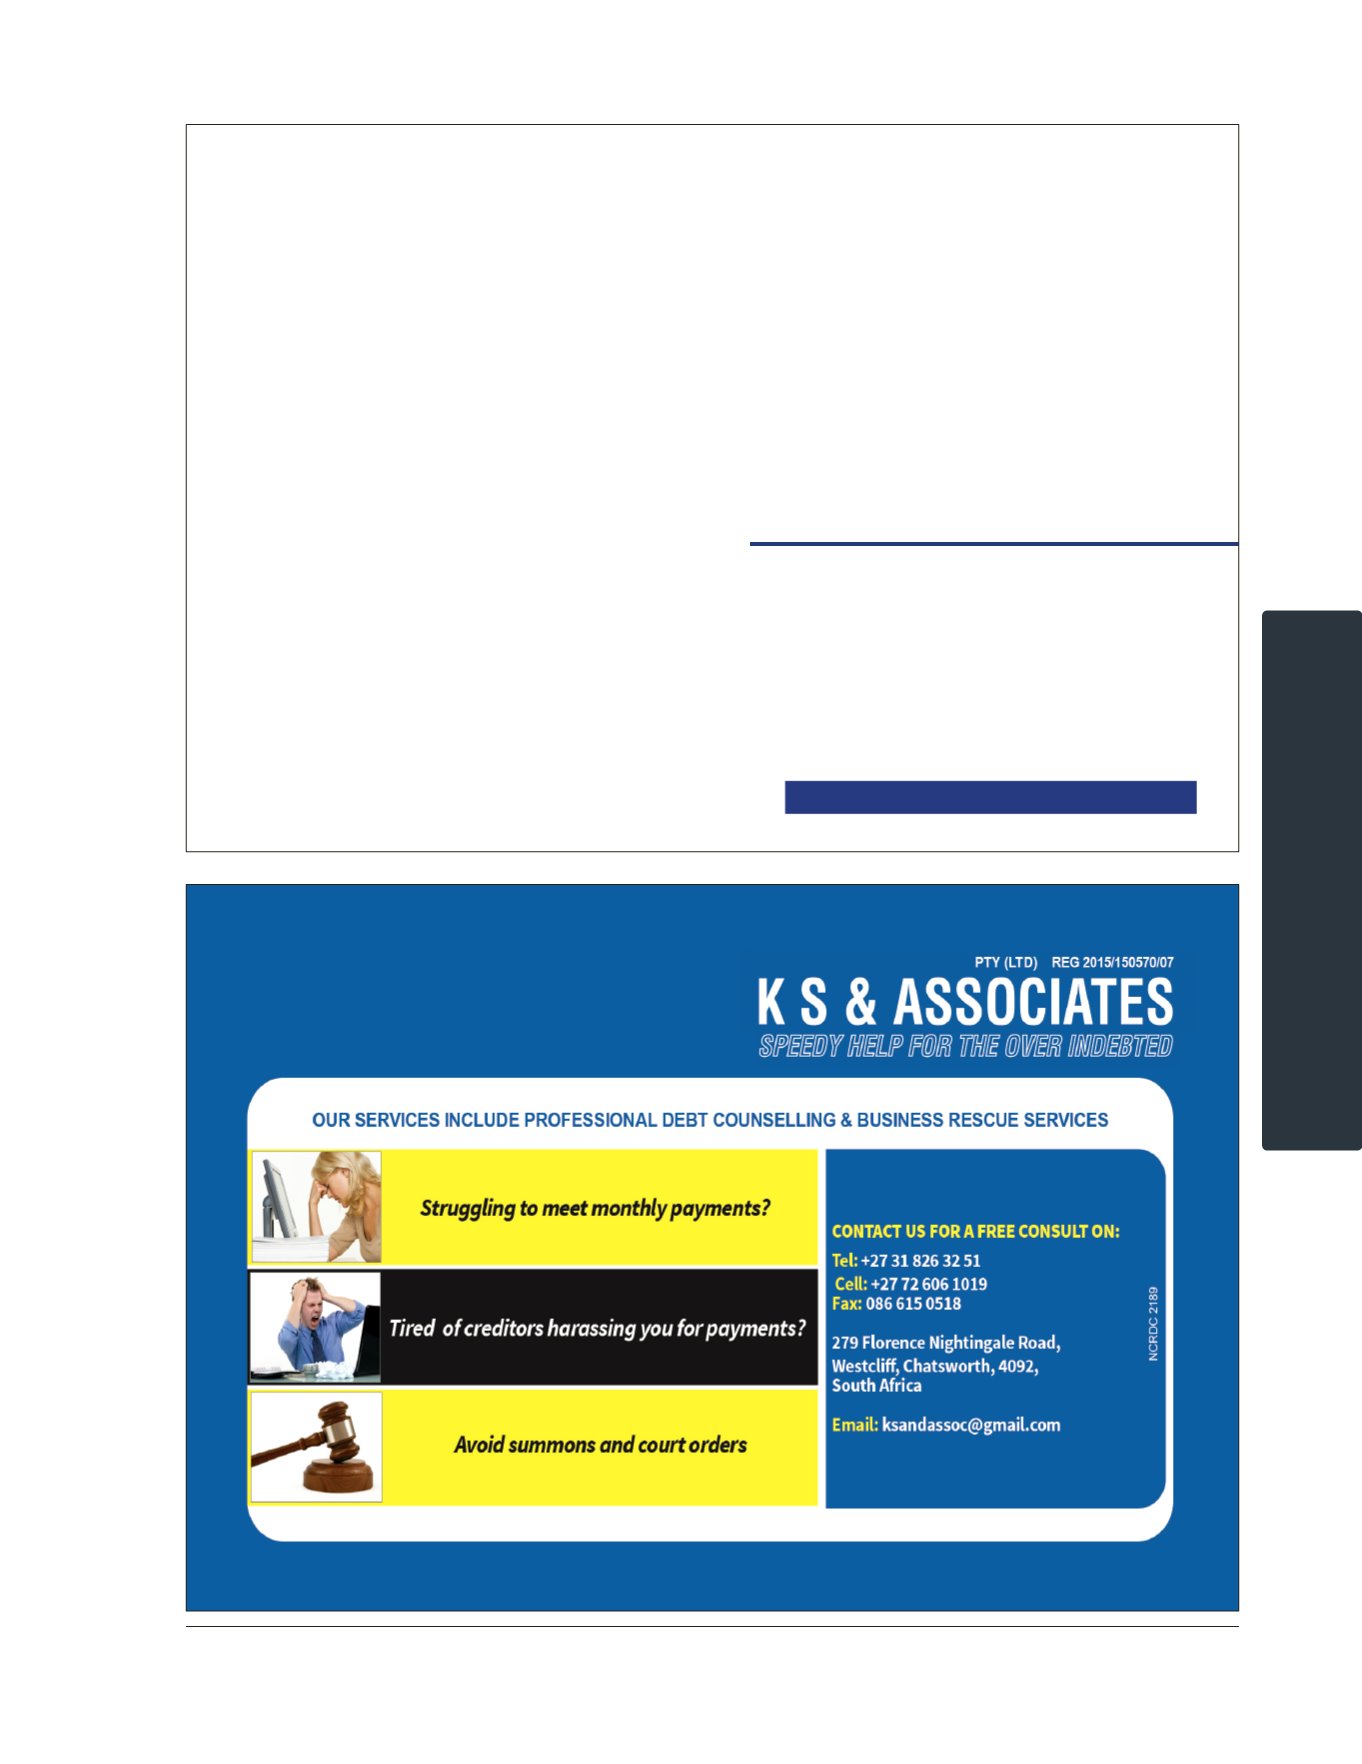 PTY (LTD) REG 2015/150570/07
K S & ASSOCIATES
SPEEDY HELP FOR THE OVER INDEBTED
OUR SERVICES INCLUDE PROFESSIONAL DEBT COUNSELLING & BUSINESS RESCUE SERVICES
Struggling to meet monthly payments?
Tired of creditors harassing you for payments?
Avoid summons and court orders
CONTACT US FOR A FREE CONSULT ON:
Tel: +27 31 826 32 51
Cell: +27 72 606 1019
Fax: 086 615 0518
279 Florence Nightingale Road,
Westcliff, Chatsworth, 4092,
South Africa
Email: ksandassoc@gmail.com
NCRDC 2189